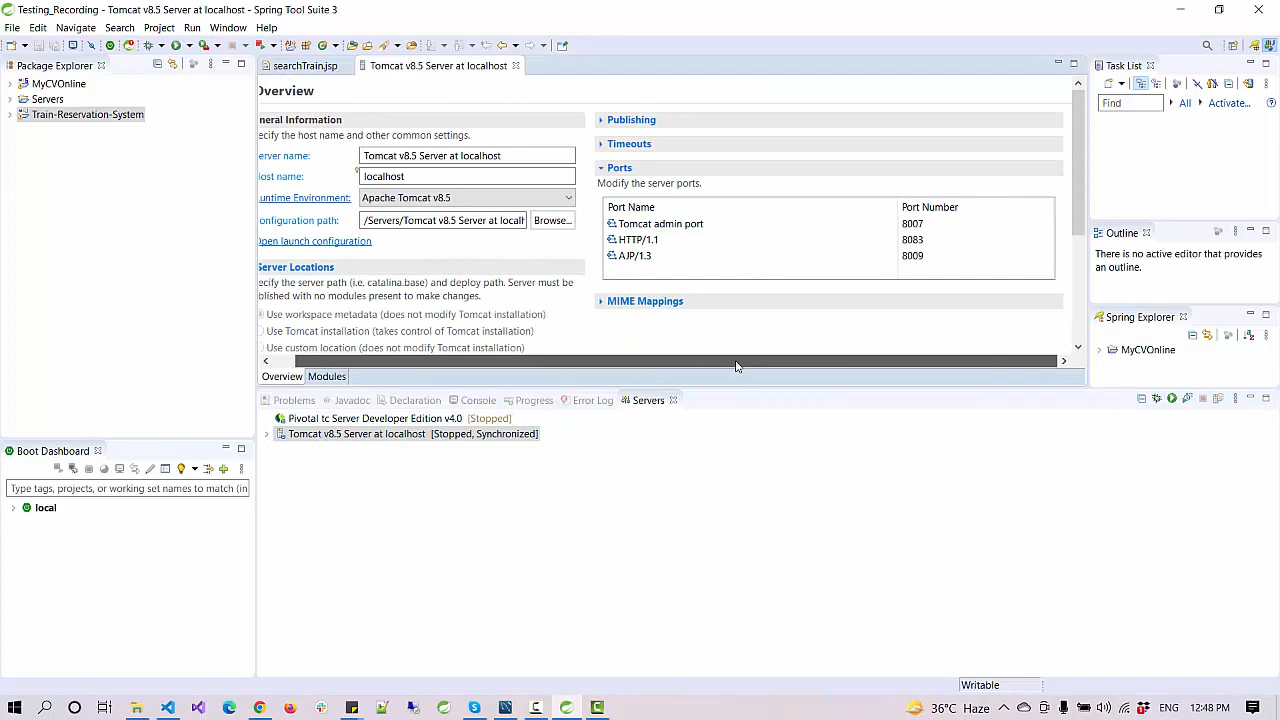 Testing_Recording - Tomcat v8.5 Server at localhost - Spring Tool Suite 3
File Edit Navigate Search Project Run Window Help
Package Explorer
MyCVOnline
Servers
Train-Reservation-System
searchTrain.jsp
Tomcat v8.5 Server at localhost
Overview
neral Information
ecify the host name and other common settings.
erver name: Tomcat v8.5 Server at localhost
ost name: localhost
untime Environment: Apache Tomcat v8.5
onfiguration path: /Servers/Tomcat v8.5 Server at localh Browse...
Open launch configuration
Server Locations
ecify the server path (i.e. catalina.base) and deploy path. Server must be
blished with no modules present to make changes.
Use workspace metadata (does not modify Tomcat installation)
Use Tomcat installation (takes control of Tomcat installation)
Use custom location (does not modify Tomcat installation)
Publishing
Timeouts
Ports
Modify the server ports.
Port Name Port Number
Tomcat admin port 8007
HTTP/1.1 8083
AJP/1.3 8009
MIME Mappings
Overview Modules
Task List
Find All Activate...
Outline
There is no active editor that provides
an outline.
Spring Explorer
MyCVOnline
Problems Javadoc Declaration Console Progress Error Log Servers
Pivotal tc Server Developer Edition v4.0 [Stopped]
Tomcat v8.5 Server at localhost [Stopped, Synchronized]
Boot Dashboard
Type tags, projects, or working set names to match (in
local
Writable
36°C Haze ENG 12:48 PM